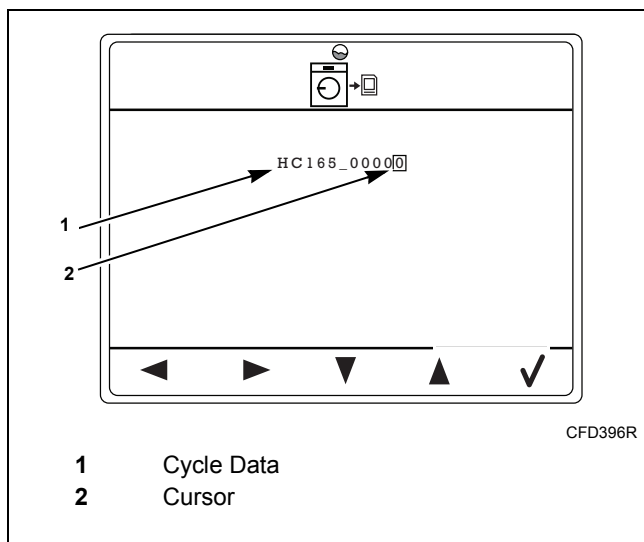 HC165_00000
1
2
CFD396R
1 Cycle Data
2 Cursor